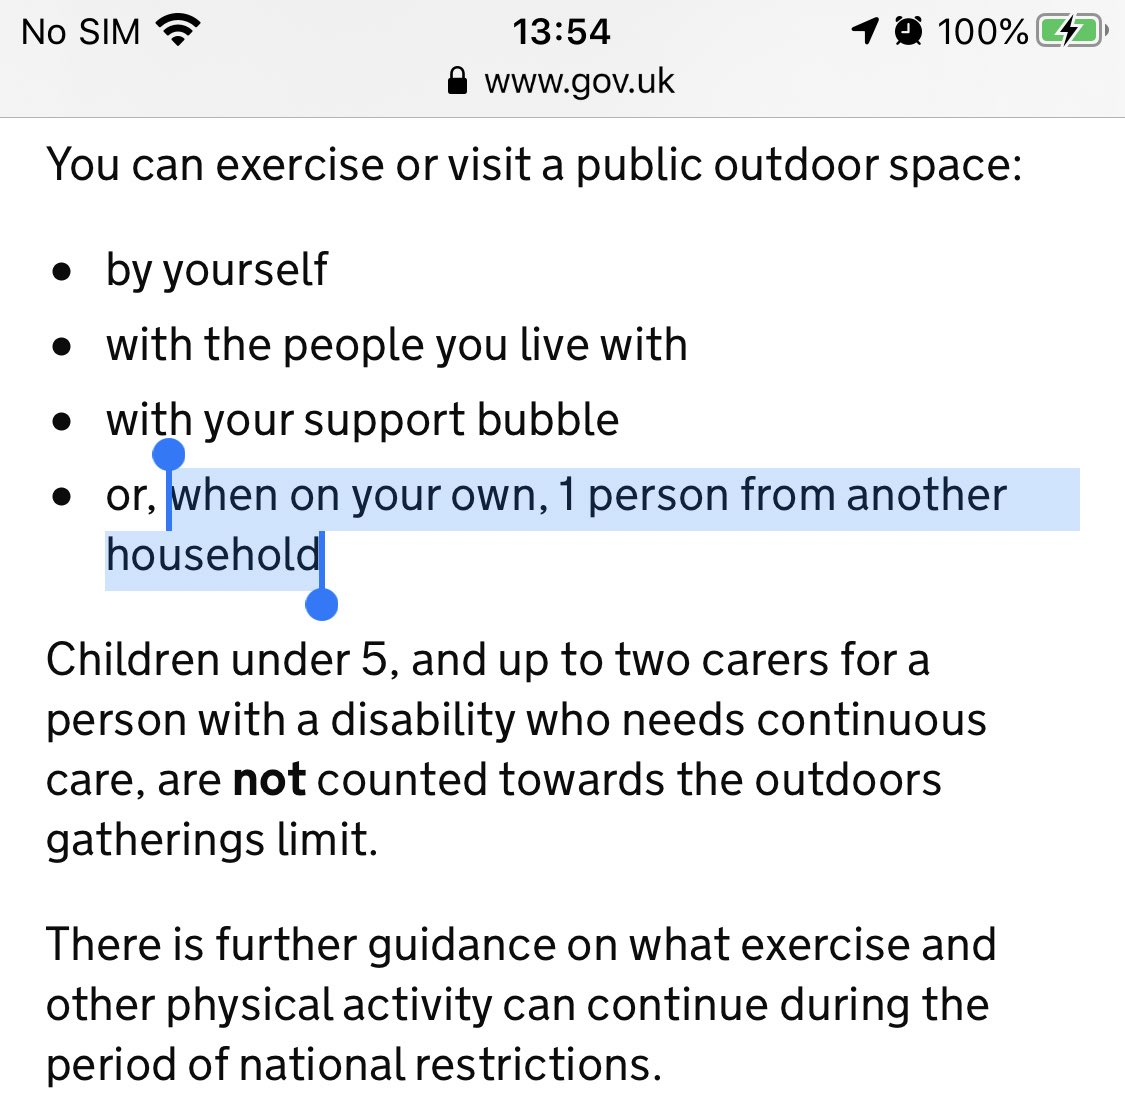 No SIM 13:54 100%
www.gov.uk
You can exercise or visit a public outdoor space:
• by yourself
• with the people you live with
• with your support bubble
• or, when on your own, 1 person from another
household
Children under 5, and up to two carers for a
person with a disability who needs continuous
care, are not counted towards the outdoors
gatherings limit.
There is further guidance on what exercise and
other physical activity can continue during the
period of national restrictions.